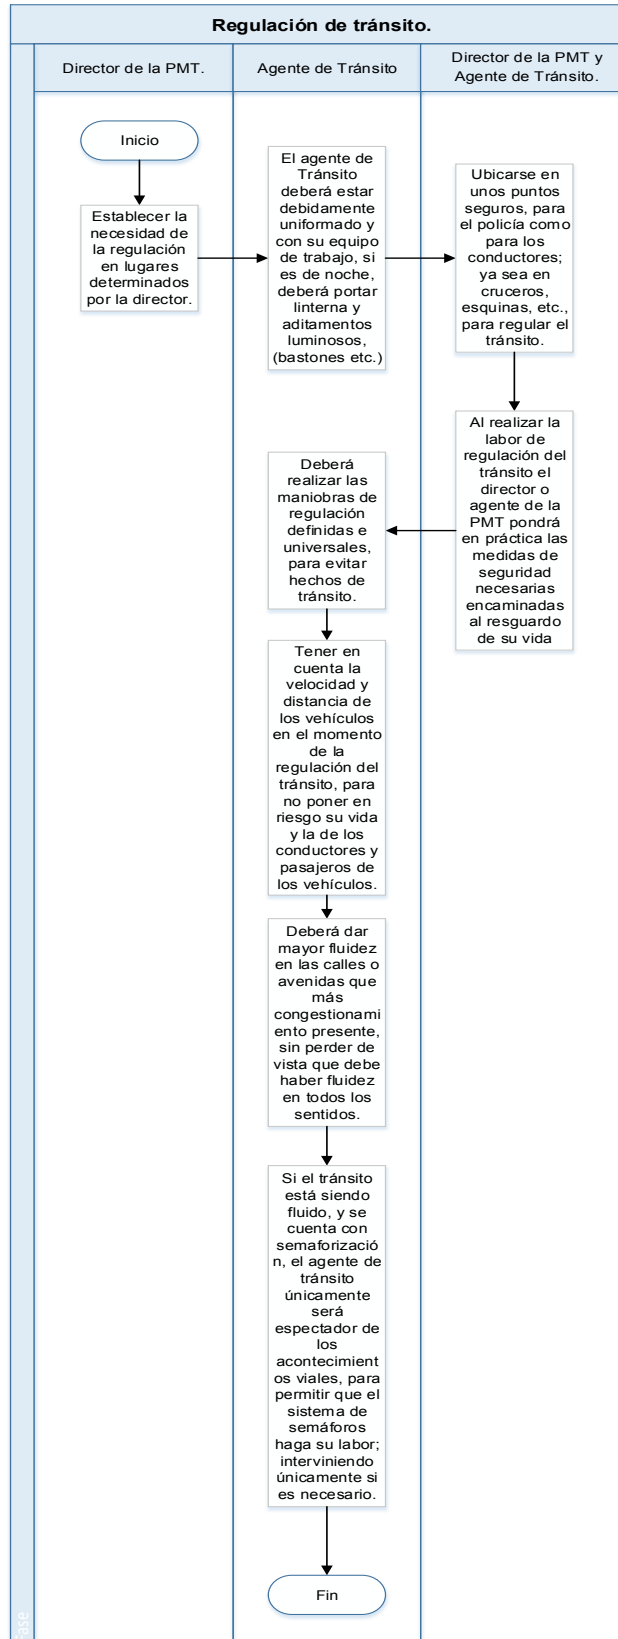 Regulación de tránsito.
Director de la PMT.
Agente de Tránsito
Director de la PMT y
Agente de Tránsito.
Inicio
Establecer la
necesidad de
la regulación
en lugares
determinados
por la director.
El agente de
Tránsito
deberá estar
debidamente
uniformado y
con su equipo
de trabajo, si
es de noche,
deberá portar
linterna y
aditamentos
luminosos,
(bastones etc.)
Ubicarse en
unos puntos
seguros, para
el policía como
para los
conductores;
ya sea en
cruceros,
esquinas, etc.,
para regular el
tránsito.
Al realizar la
labor de
regulación del
tránsito el
director o
agente de la
PMT pondrá
en práctica las
medidas de
seguridad
necesarias
encaminadas
al resguardo
de su vida
Deberá
realizar las
maniobras de
regulación
definidas e
universales,
para evitar
hechos de
tránsito.
Tener en
cuenta la
velocidad y
distancia de
los vehículos
en el momento
de la
regulación del
tránsito, para
no poner en
riesgo su vida
y la de los
conductores y
pasajeros de
los vehículos.
Deberá dar
mayor fluidez
en las calles o
avenidas que
más
congestionami
ento presente,
sin perder de
vista que debe
haber fluidez
en todos los
sentidos.
Si el tránsito
está siendo
fluido, y se
cuenta con
semaforizació
n, el agente de
tránsito
únicamente
será
espectador de
los
acontecimient
os viales, para
permitir que el
sistema de
semáforos
haga su labor;
interviniendo
únicamente si
es necesario.
Fin
Fase